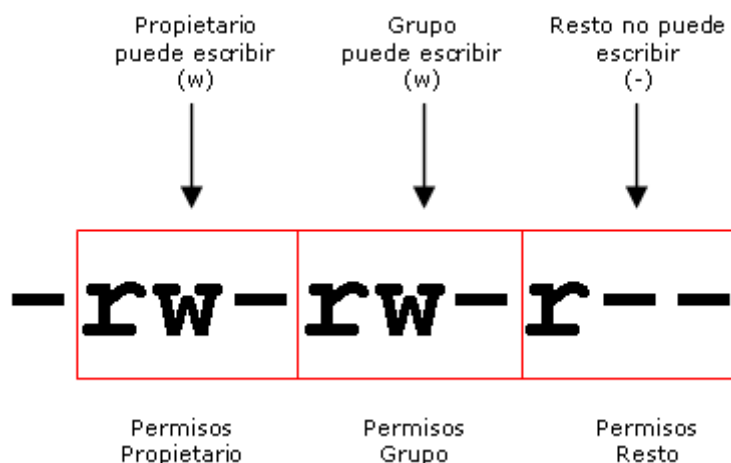 Propietario
puede escribir
(w)
Grupo
puede escribir
(w)
Resto no puede
escribir
(-)
-rw-rw-r--
Permisos
Propietario
Permisos
Grupo
Permisos
Resto